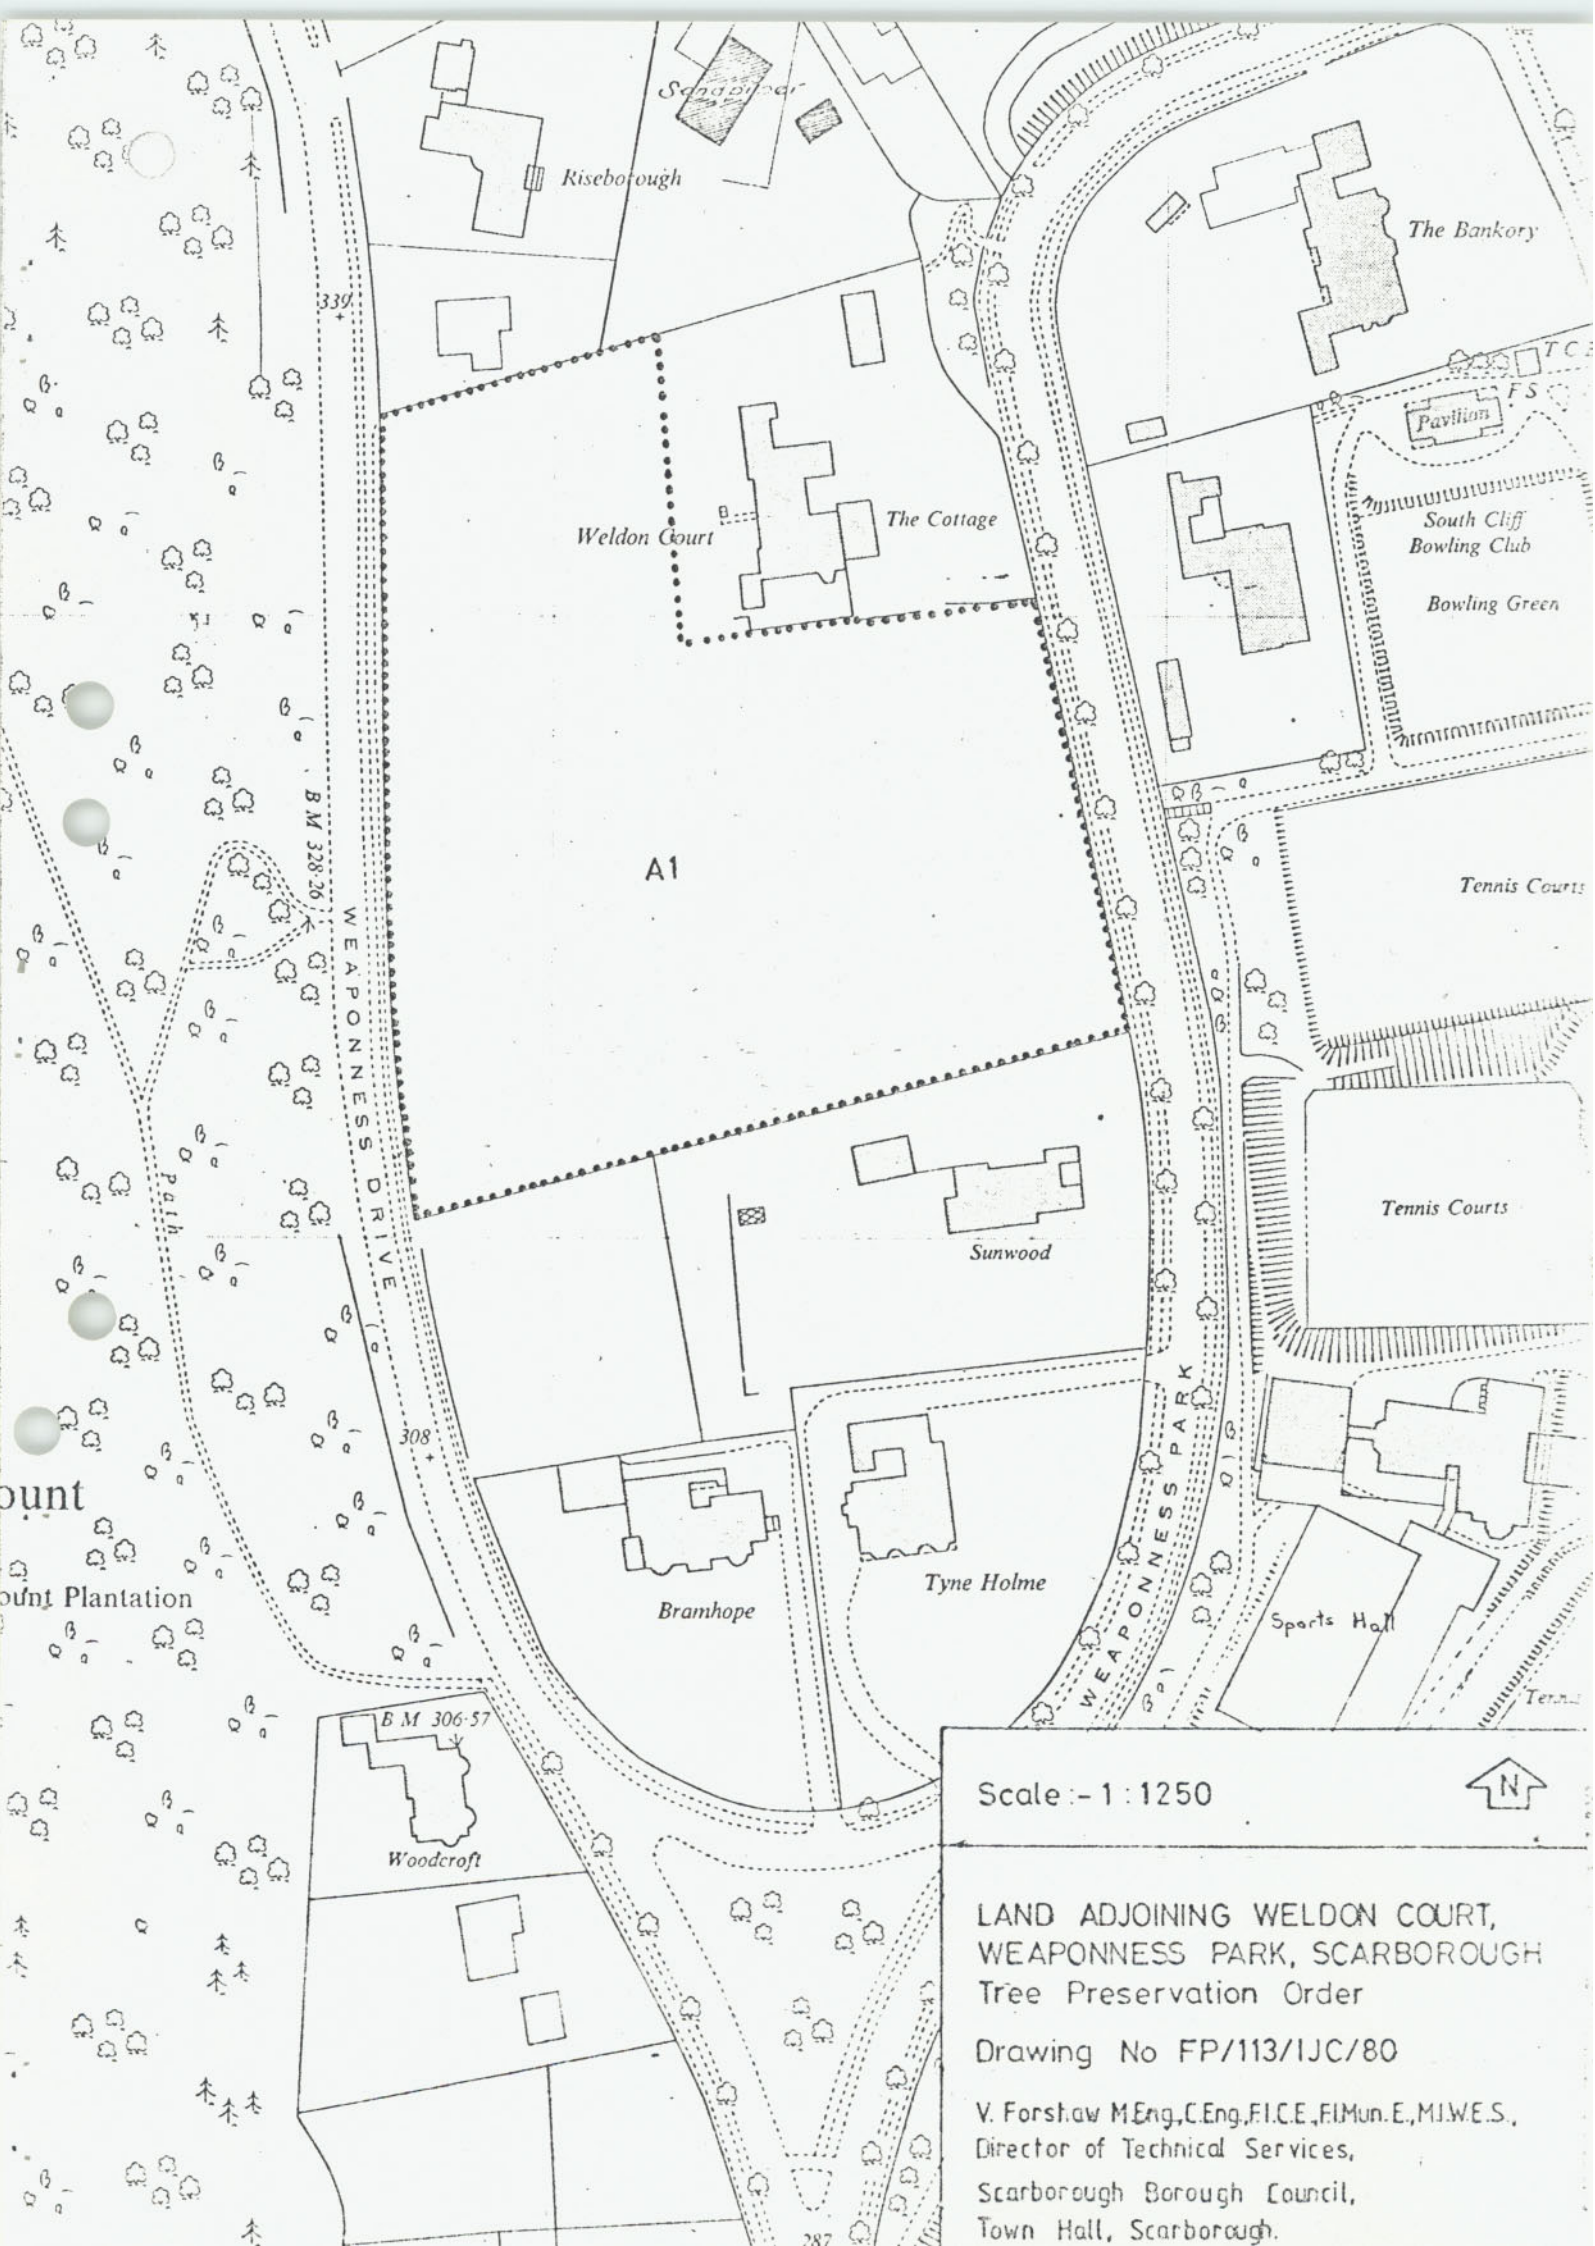 Sandpiper
Riseborough
The Bankory
339
T C B
F S
Pavilion
South Cliff
Bowling Club
Bowling Green
Weldon Court
The Cottage
B M 328·26
A1
Tennis Courts
WEAPONNESS DRIVE
Path
Tennis Courts
Sunwood
308
ount
WEAPONNESS PARK
Tyne Holme
Bramhope
ount Plantation
Sports Hall
B M 306·57
Woodcroft
287
Scale :- 1 : 1250
N
LAND ADJOINING WELDON COURT,
WEAPONNESS PARK, SCARBOROUGH
Tree Preservation Order
Drawing No FP/113/IJC/80
V. Forshaw M.Eng.,C.Eng.,F.I.C.E.,F.I.Mun.E.,M.I.W.E.S.,
Director of Technical Services,
Scarborough Borough Council,
Town Hall, Scarborough.